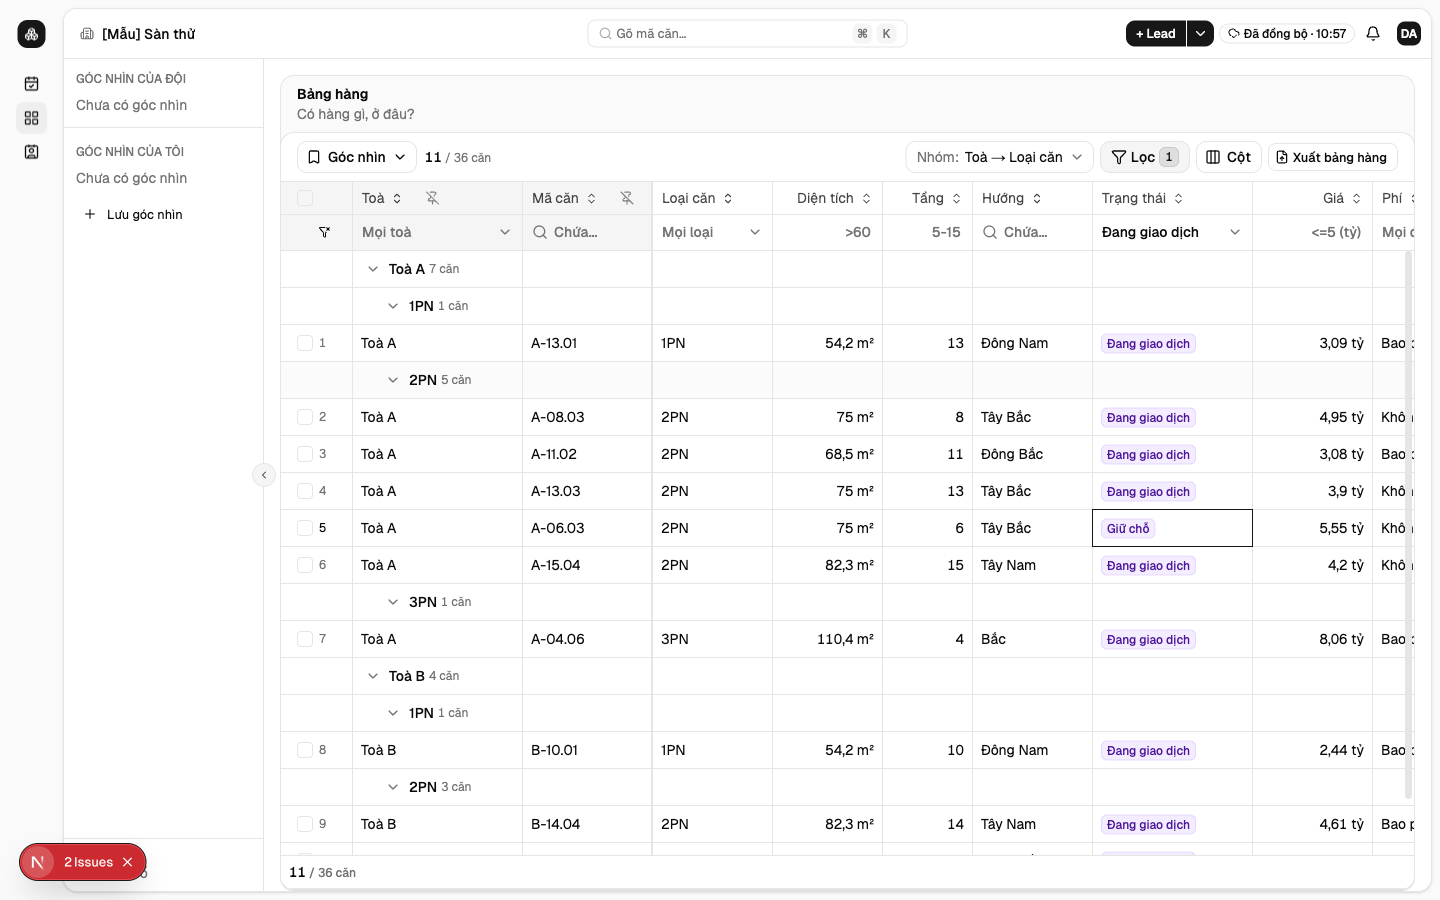 [Mẫu] Sàn thử
Gõ mã căn...
⌘ K
+ Lead
Đã đồng bộ · 10:57
DA
GÓC NHÌN CỦA ĐỘI
Chưa có góc nhìn
GÓC NHÌN CỦA TÔI
Chưa có góc nhìn
+ Lưu góc nhìn
Bảng hàng
Có hàng gì, ở đâu?
Góc nhìn 11 / 36 căn
Nhóm: Toà → Loại căn
Lọc 1
Cột
Xuất bảng hàng
Toà Mã căn Loại căn Diện tích Tầng Hướng Trạng thái Giá Phí
Mọi toà Chứa... Mọi loại >60 5-15 Chứa... Đang giao dịch <=5 (tỷ) Mọi
Toà A 7 căn
1PN 1 căn
1 Toà A A-13.01 1PN 54,2 m² 13 Đông Nam Đang giao dịch 3,09 tỷ Bao
2PN 5 căn
2 Toà A A-08.03 2PN 75 m² 8 Tây Bắc Đang giao dịch 4,95 tỷ Khôn
3 Toà A A-11.02 2PN 68,5 m² 11 Đông Bắc Đang giao dịch 3,08 tỷ Bao
4 Toà A A-13.03 2PN 75 m² 13 Tây Bắc Đang giao dịch 3,9 tỷ Khôn
5 Toà A A-06.03 2PN 75 m² 6 Tây Bắc Giữ chỗ 5,55 tỷ Khôn
6 Toà A A-15.04 2PN 82,3 m² 15 Tây Nam Đang giao dịch 4,2 tỷ Khôn
3PN 1 căn
7 Toà A A-04.06 3PN 110,4 m² 4 Bắc Đang giao dịch 8,06 tỷ Bao
Toà B 4 căn
1PN 1 căn
8 Toà B B-10.01 1PN 54,2 m² 10 Đông Nam Đang giao dịch 2,44 tỷ Bao
2PN 3 căn
9 Toà B B-14.04 2PN 82,3 m² 14 Tây Nam Đang giao dịch 4,61 tỷ Bao p
11 / 36 căn
N 2 Issues